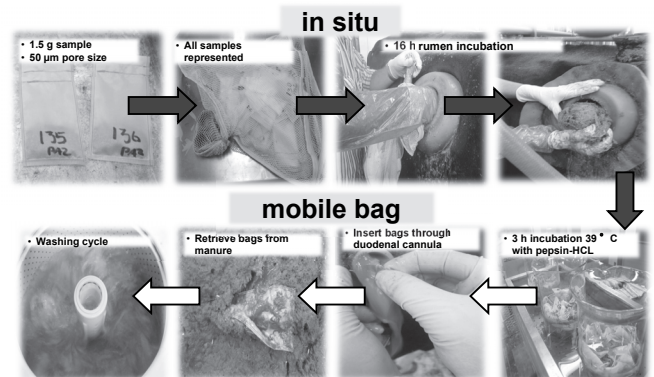 in situ
• 1.5 g sample
• 50 µm pore size
• All samples
represented
• 16 h rumen incubation
135
136
mobile bag
• Washing cycle
• Retrieve bags from
manure
• Insert bags through
duodenal cannula
• 3 h incubation 39° C
with pepsin-HCL